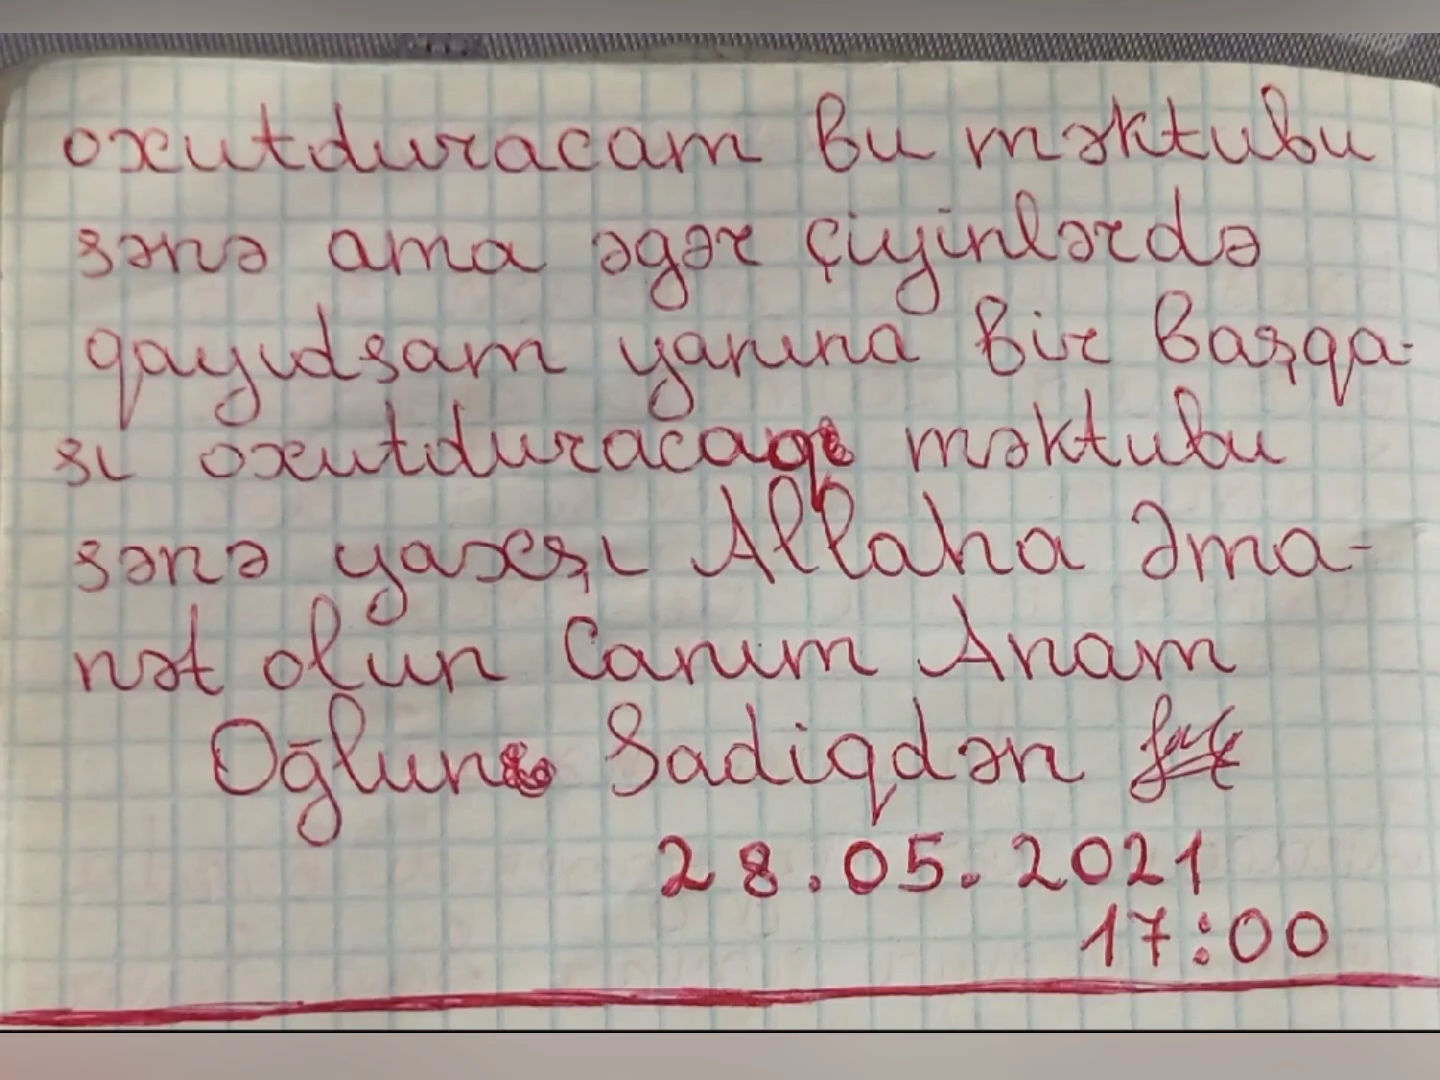 oxutduracam bu məktubu
sənə ama əgər çiyinlərdə
qayıdsam yanına bir başqa-
sı oxutduracaq məktubu
sənə yaxşı Allaha Əma-
nət olun Canım Anam
Oğlun Sadiqdən
28.05.2021
17:00